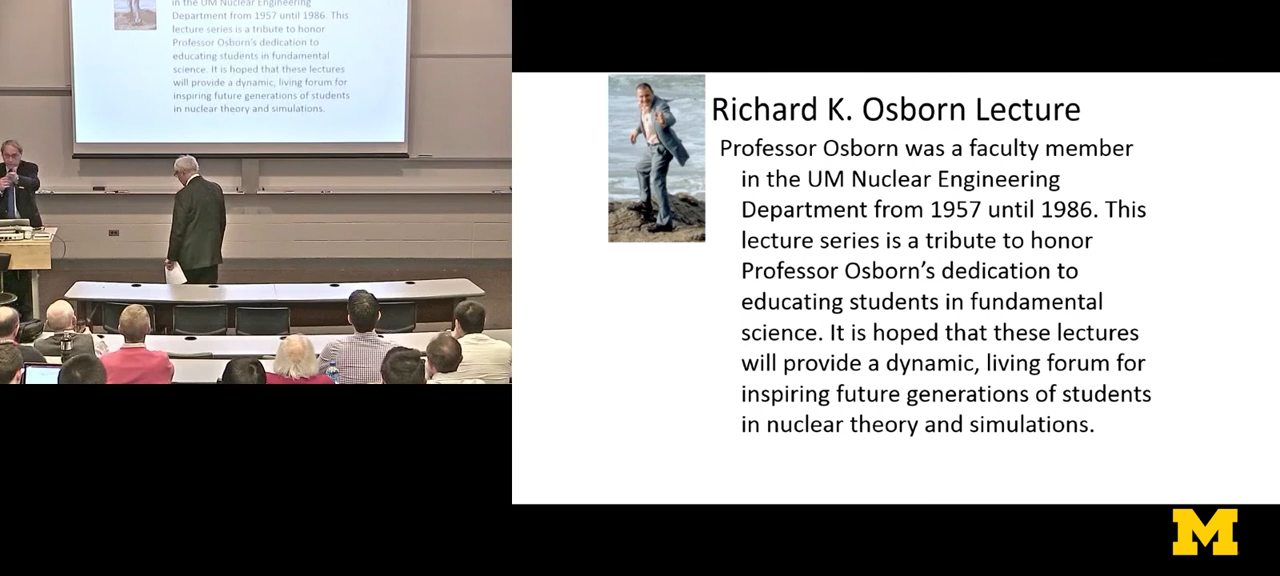 in the UM Nuclear Engineering
Department from 1957 until 1986. This
lecture series is a tribute to honor
Professor Osborn's dedication to
educating students in fundamental
science. It is hoped that these lectures
will provide a dynamic, living forum for
inspiring future generations of students
in nuclear theory and simulations.
Richard K. Osborn Lecture
Professor Osborn was a faculty member
in the UM Nuclear Engineering
Department from 1957 until 1986. This
lecture series is a tribute to honor
Professor Osborn’s dedication to
educating students in fundamental
science. It is hoped that these lectures
will provide a dynamic, living forum for
inspiring future generations of students
in nuclear theory and simulations.
M